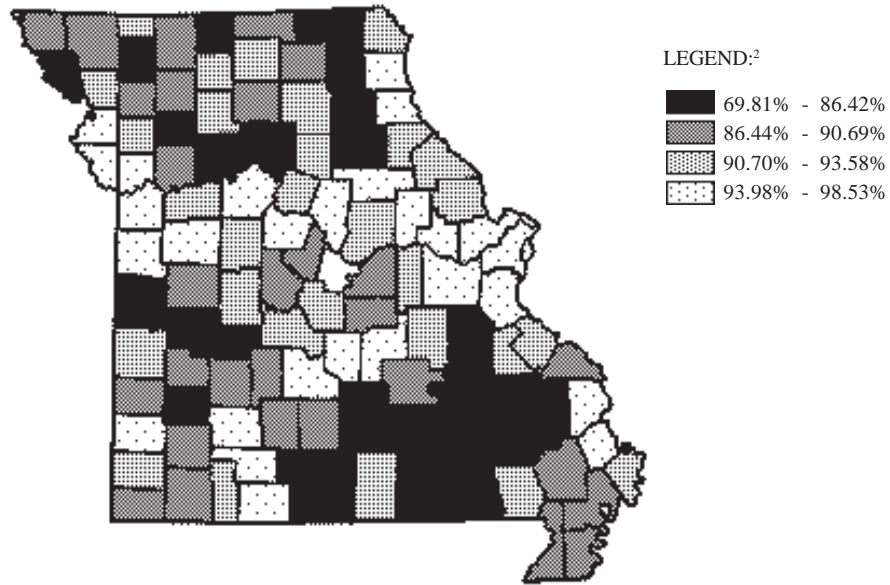 LEGEND:²
69.81% - 86.42%
86.44% - 90.69%
90.70% - 93.58%
93.98% - 98.53%